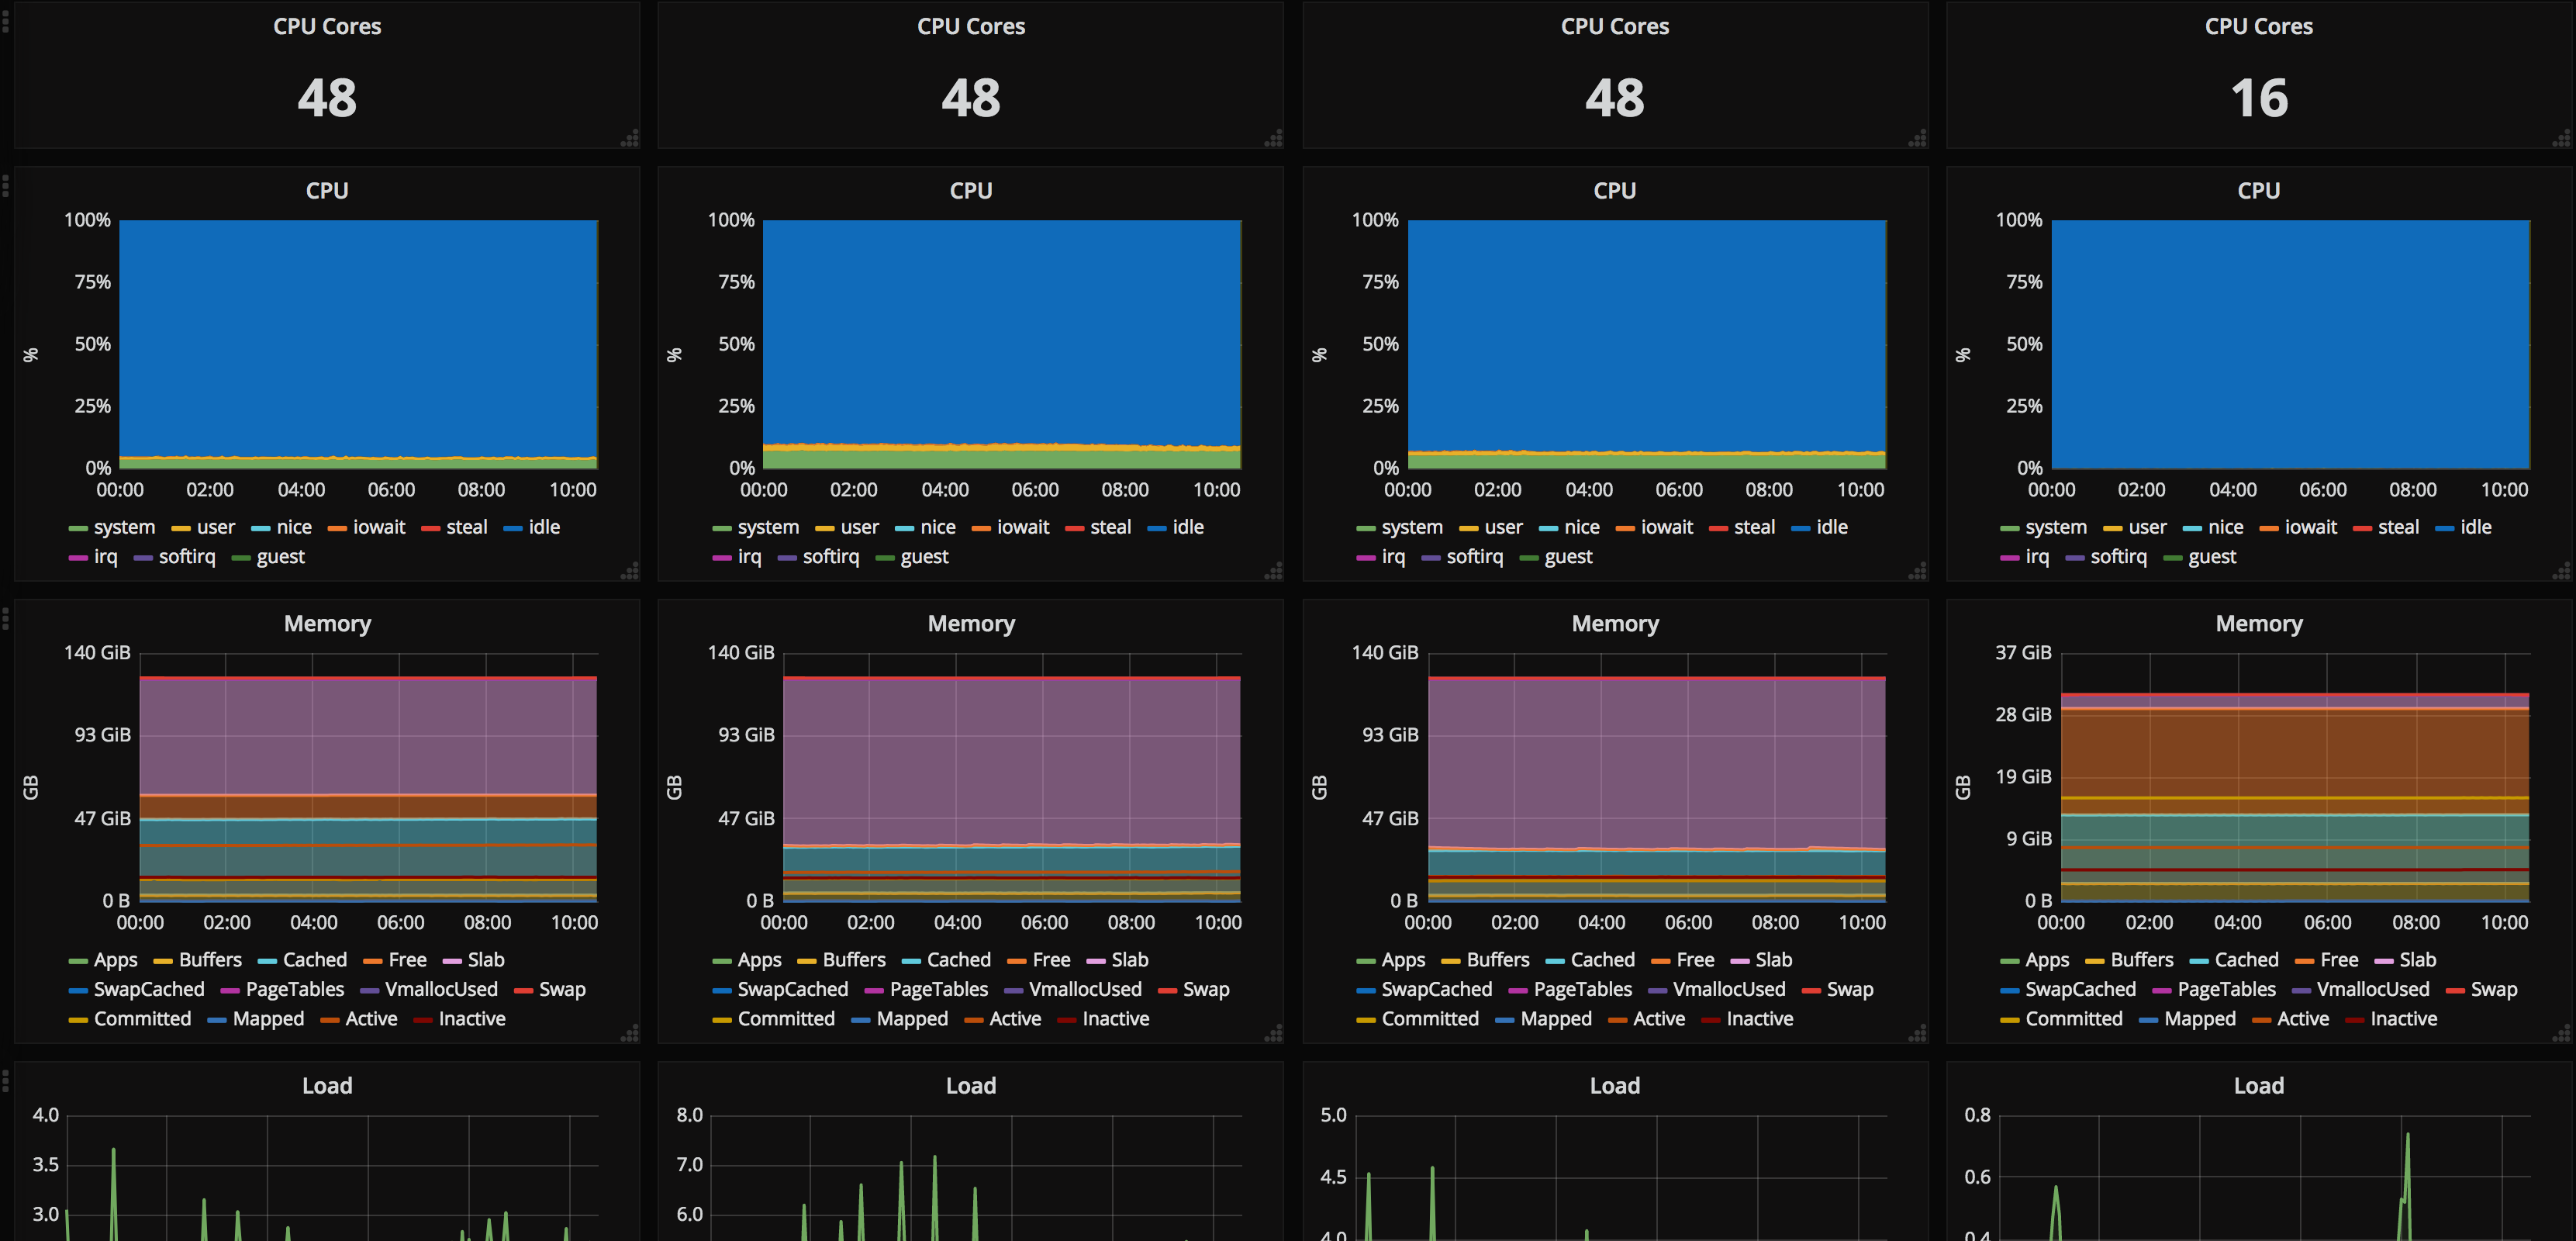 CPU Cores
CPU Cores
CPU Cores
CPU Cores
48
48
48
16
CPU
100%
75%
50%
25%
0%
%
00:00 02:00 04:00 06:00 08:00 10:00
system user nice iowait steal idle
irq softirq guest
CPU
100%
75%
50%
25%
0%
%
00:00 02:00 04:00 06:00 08:00 10:00
system user nice iowait steal idle
irq softirq guest
CPU
100%
75%
50%
25%
0%
%
00:00 02:00 04:00 06:00 08:00 10:00
system user nice iowait steal idle
irq softirq guest
CPU
100%
75%
50%
25%
0%
%
00:00 02:00 04:00 06:00 08:00 10:00
system user nice iowait steal idle
irq softirq guest
Memory
140 GiB
93 GiB
47 GiB
0 B
GB
00:00 02:00 04:00 06:00 08:00 10:00
Apps Buffers Cached Free Slab
SwapCached PageTables VmallocUsed Swap
Committed Mapped Active Inactive
Memory
140 GiB
93 GiB
47 GiB
0 B
GB
00:00 02:00 04:00 06:00 08:00 10:00
Apps Buffers Cached Free Slab
SwapCached PageTables VmallocUsed Swap
Committed Mapped Active Inactive
Memory
140 GiB
93 GiB
47 GiB
0 B
GB
00:00 02:00 04:00 06:00 08:00 10:00
Apps Buffers Cached Free Slab
SwapCached PageTables VmallocUsed Swap
Committed Mapped Active Inactive
Memory
37 GiB
28 GiB
19 GiB
9 GiB
0 B
GB
00:00 02:00 04:00 06:00 08:00 10:00
Apps Buffers Cached Free Slab
SwapCached PageTables VmallocUsed Swap
Committed Mapped Active Inactive
Load
4.0
3.5
3.0
Load
8.0
7.0
6.0
Load
5.0
4.5
4.0
Load
0.8
0.6
0.4